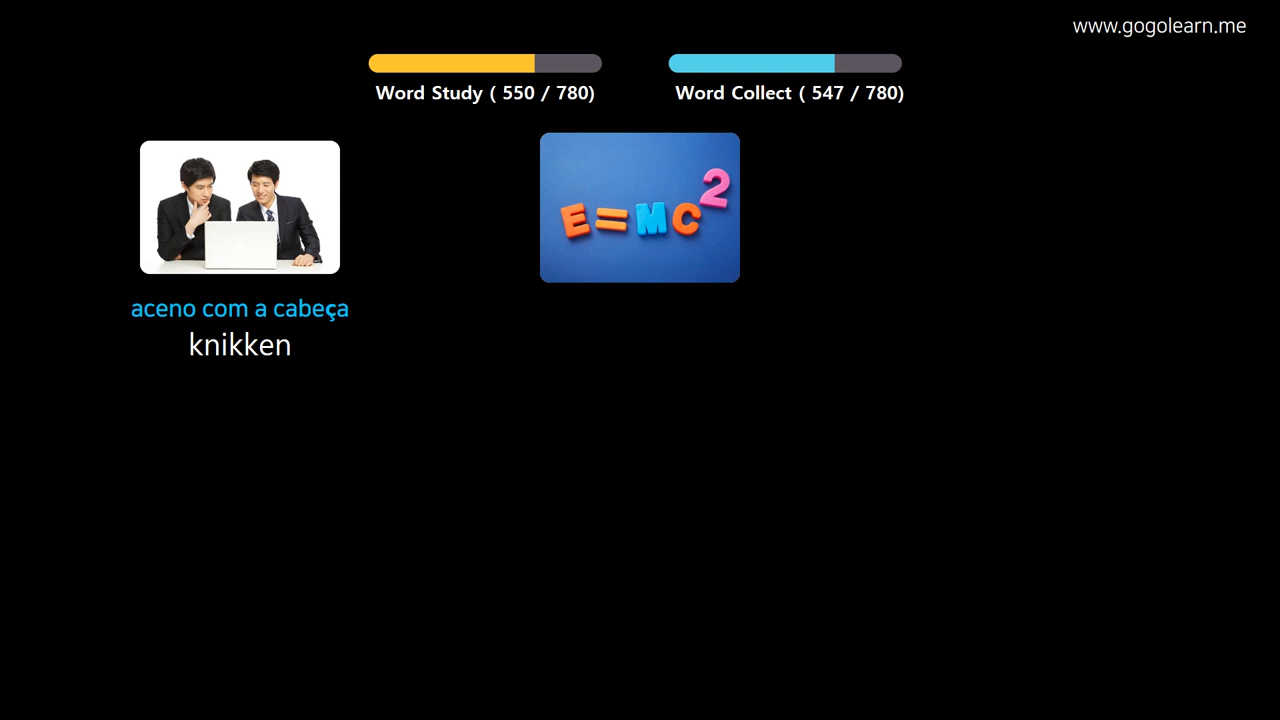 www.gogolearn.me
Word Study ( 550 / 780)
Word Collect ( 547 / 780)
E=MC2
aceno com a cabeça
knikken